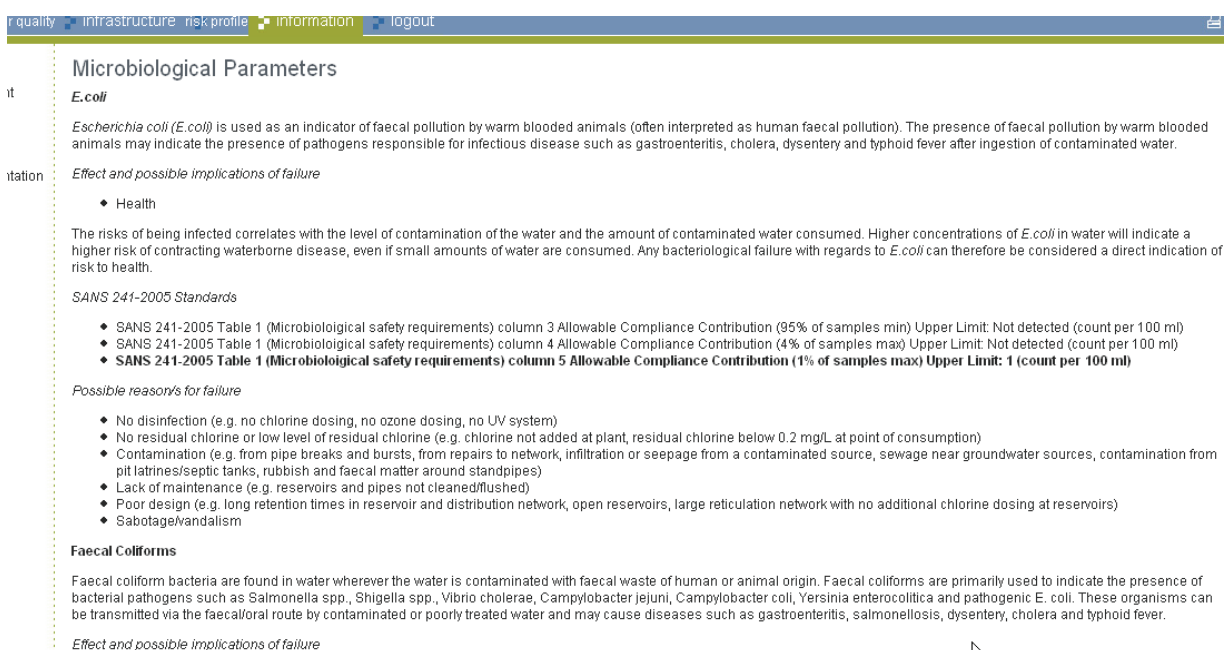 r quality infrastructure risk profile information logout
Microbiological Parameters
nt
E.coli
Escherichia coli (E.coli) is used as an indicator of faecal pollution by warm blooded animals (often interpreted as human faecal pollution). The presence of faecal pollution by warm blooded
animals may indicate the presence of pathogens responsible for infectious disease such as gastroenteritis, cholera, dysentery and typhoid fever after ingestion of contaminated water.
ntation
Effect and possible implications of failure
◆ Health
The risks of being infected correlates with the level of contamination of the water and the amount of contaminated water consumed. Higher concentrations of E.coli in water will indicate a
higher risk of contracting waterborne disease, even if small amounts of water are consumed. Any bacteriological failure with regards to E.coli can therefore be considered a direct indication of
risk to health.
SANS 241-2005 Standards
◆ SANS 241-2005 Table 1 (Microbioloigical safety requirements) column 3 Allowable Compliance Contribution (95% of samples min) Upper Limit: Not detected (count per 100 ml)
◆ SANS 241-2005 Table 1 (Microbioloigical safety requirements) column 4 Allowable Compliance Contribution (4% of samples max) Upper Limit: Not detected (count per 100 ml)
◆ SANS 241-2005 Table 1 (Microbioloigical safety requirements) column 5 Allowable Compliance Contribution (1% of samples max) Upper Limit: 1 (count per 100 ml)
Possible reason/s for failure
◆ No disinfection (e.g. no chlorine dosing, no ozone dosing, no UV system)
◆ No residual chlorine or low level of residual chlorine (e.g. chlorine not added at plant, residual chlorine below 0.2 mg/L at point of consumption)
◆ Contamination (e.g. from pipe breaks and bursts, from repairs to network, infiltration or seepage from a contaminated source, sewage near groundwater sources, contamination from
pit latrines/septic tanks, rubbish and faecal matter around standpipes)
◆ Lack of maintenance (e.g. reservoirs and pipes not cleaned/flushed)
◆ Poor design (e.g. long retention times in reservoir and distribution network, open reservoirs, large reticulation network with no additional chlorine dosing at reservoirs)
◆ Sabotage/vandalism
Faecal Coliforms
Faecal coliform bacteria are found in water wherever the water is contaminated with faecal waste of human or animal origin. Faecal coliforms are primarily used to indicate the presence of
bacterial pathogens such as Salmonella spp., Shigella spp., Vibrio cholerae, Campylobacter jejuni, Campylobacter coli, Yersinia enterocolitica and pathogenic E. coli. These organisms can
be transmitted via the faecal/oral route by contaminated or poorly treated water and may cause diseases such as gastroenteritis, salmonellosis, dysentery, cholera and typhoid fever.
Effect and possible implications of failure